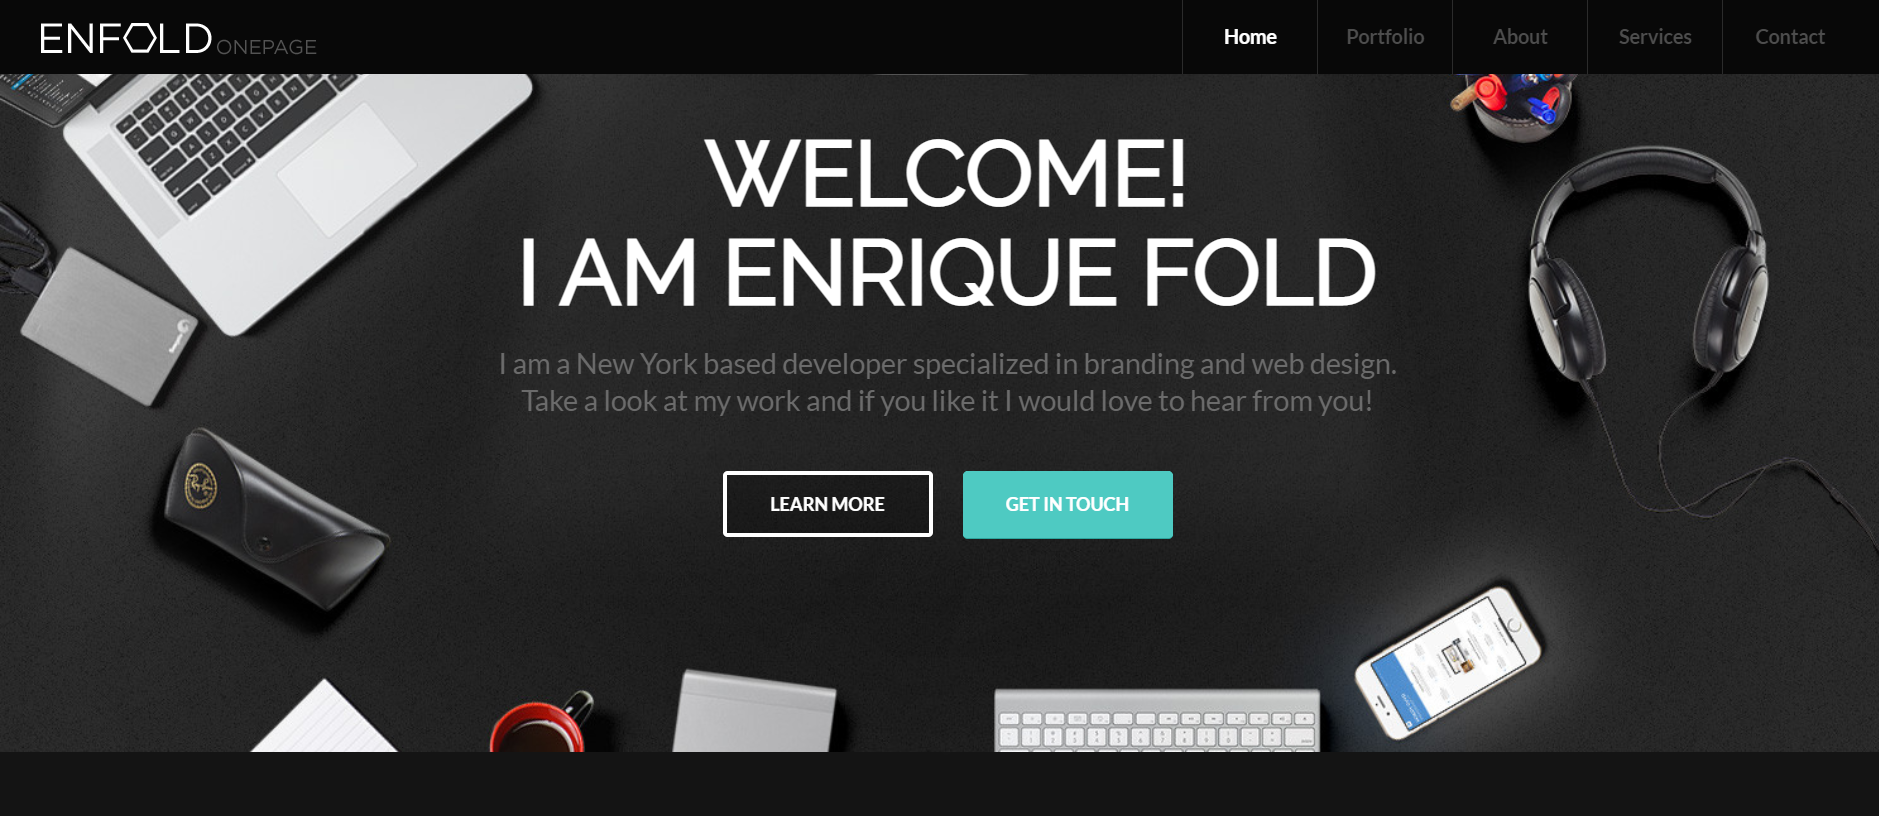 ENFOLD ONEPAGE
Home Portfolio About Services Contact
WELCOME!
I AM ENRIQUE FOLD
I am a New York based developer specialized in branding and web design.
Take a look at my work and if you like it I would love to hear from you!
LEARN MORE GET IN TOUCH